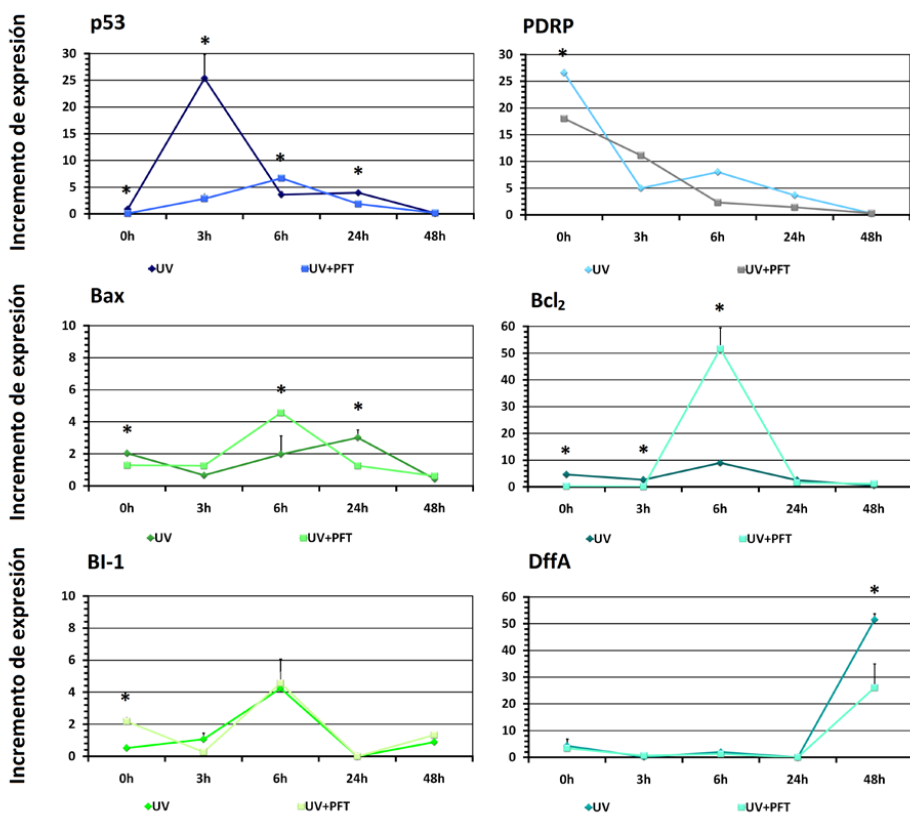 p53
Incremento de expresión
30
25
20
15
10
5
0
*
*
*
*
0h 3h 6h 24h 48h
UV UV+PFT
PDRP
30
25
20
15
10
5
0
*
0h 3h 6h 24h 48h
UV UV+PFT
Bax
Incremento de expresión
10
8
6
4
2
0
*
*
*
0h 3h 6h 24h 48h
UV UV+PFT
Bcl2
60
50
40
30
20
10
0
*
*
*
0h 3h 6h 24h 48h
UV UV+PFT
BI-1
Incremento de expresión
10
8
6
4
2
0
*
0h 3h 6h 24h 48h
UV UV+PFT
DffA
60
50
40
30
20
10
0
*
0h 3h 6h 24h 48h
UV UV+PFT